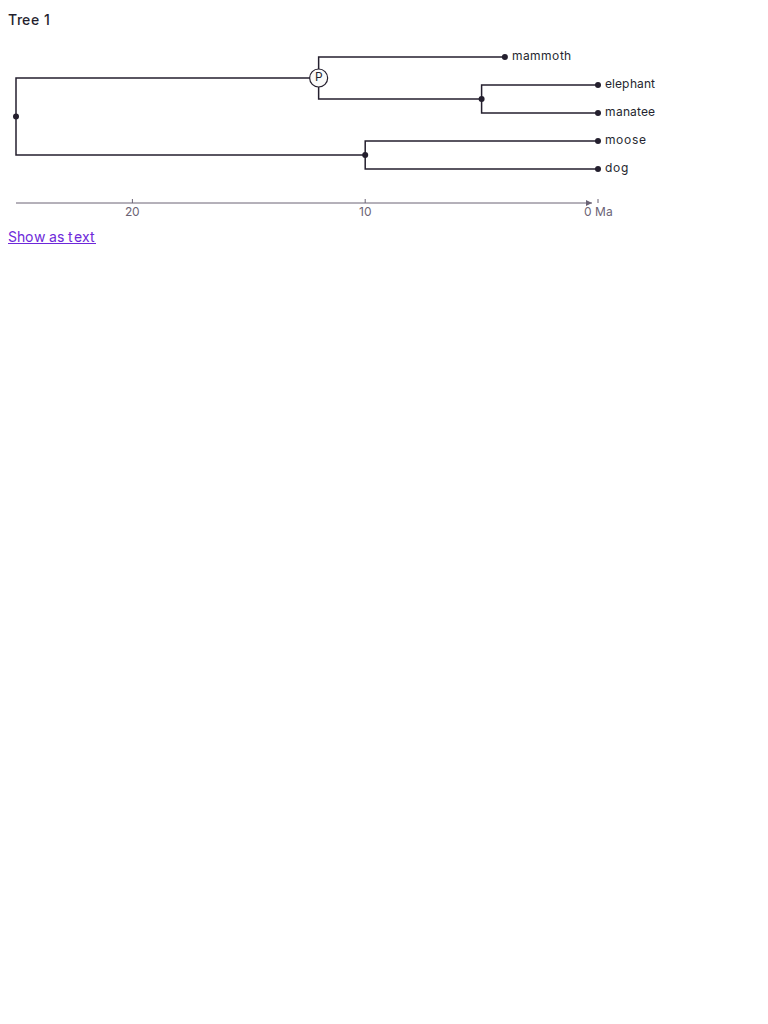 Tree 1
mammoth
P
elephant
manatee
moose
dog
20 10 0 Ma
Show as text